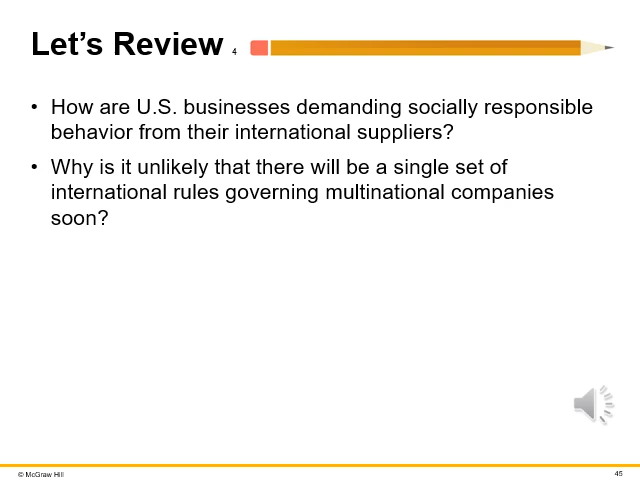 Let’s Review 4
• How are U.S. businesses demanding socially responsible
behavior from their international suppliers?
• Why is it unlikely that there will be a single set of
international rules governing multinational companies
soon?
© McGraw Hill
45